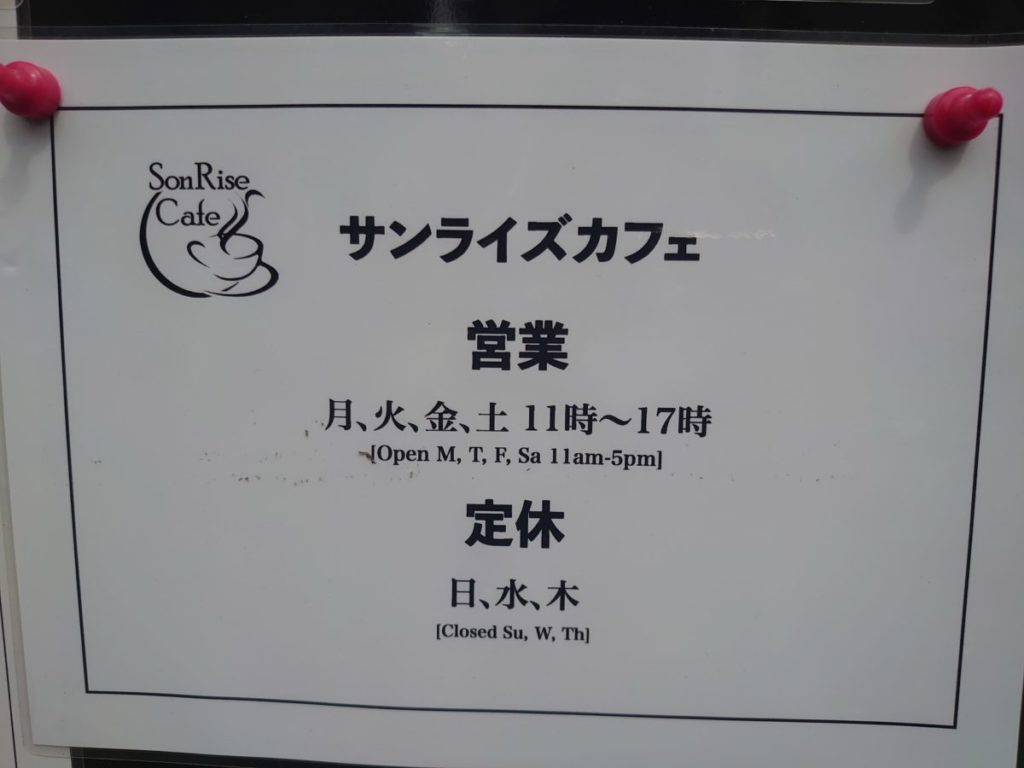 SonRise
Cafe
サンライズカフェ
営業
月、火、金、土 11時〜17時
[Open M, T, F, Sa 11am-5pm]
定休
日、水、木
[Closed Su, W, Th]